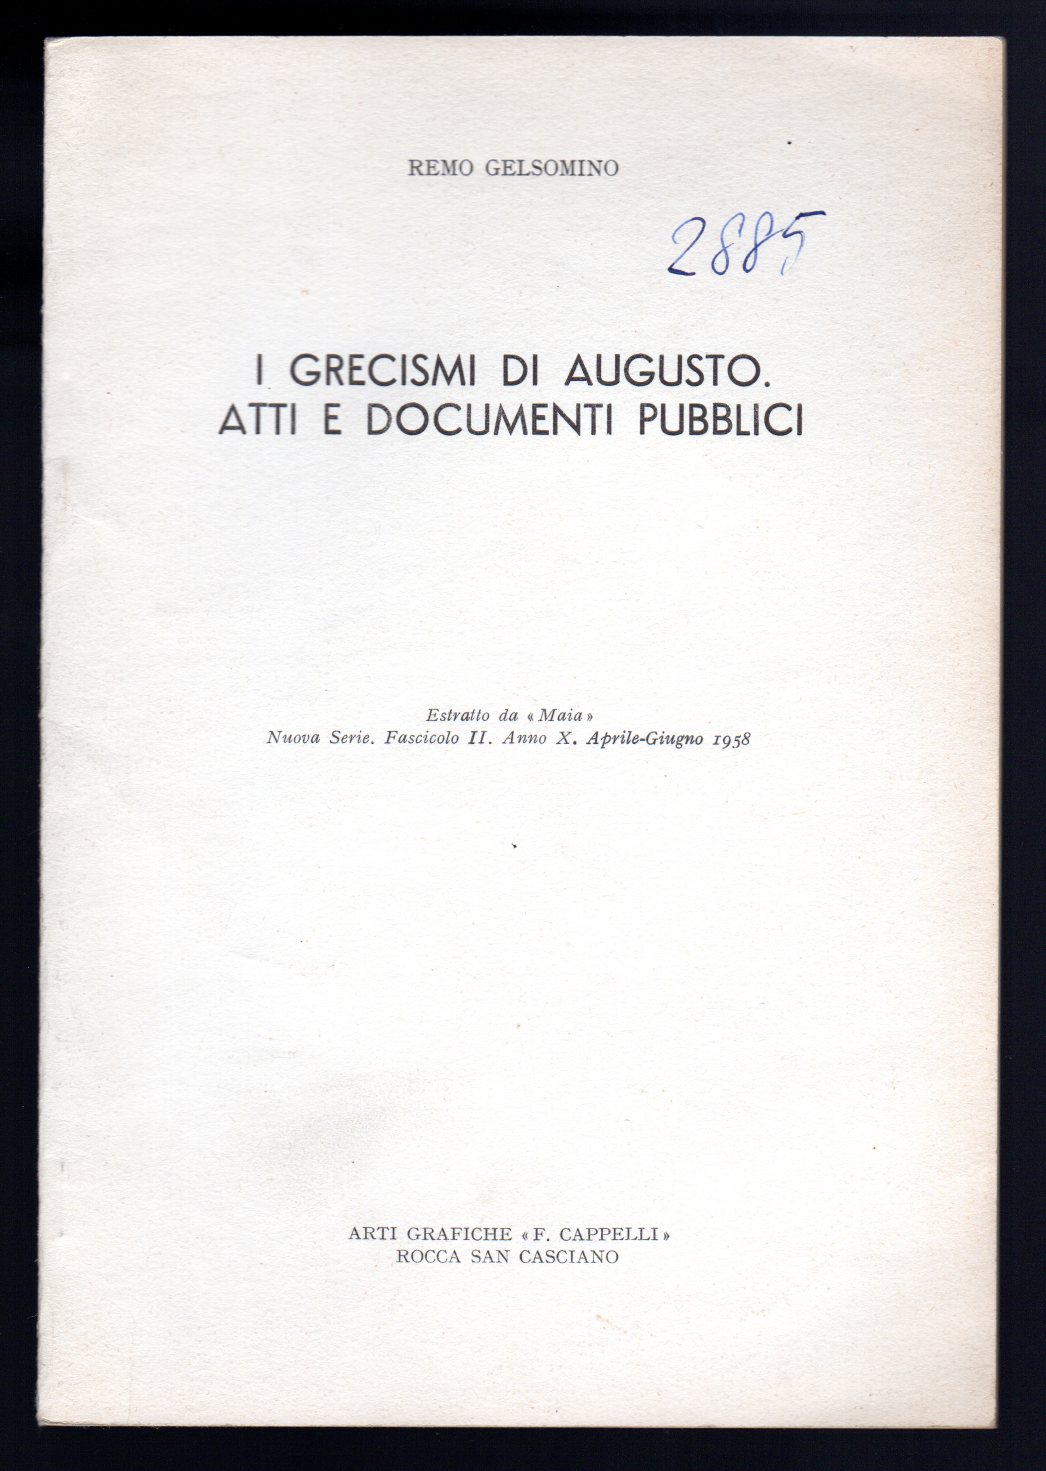 REMO GELSOMINO
2885
I GRECISMI DI AUGUSTO.
ATTI E DOCUMENTI PUBBLICI
Estratto da « Maia »
Nuova Serie. Fascicolo II. Anno X. Aprile-Giugno 1958
ARTI GRAFICHE « F. CAPPELLI »
ROCCA SAN CASCIANO